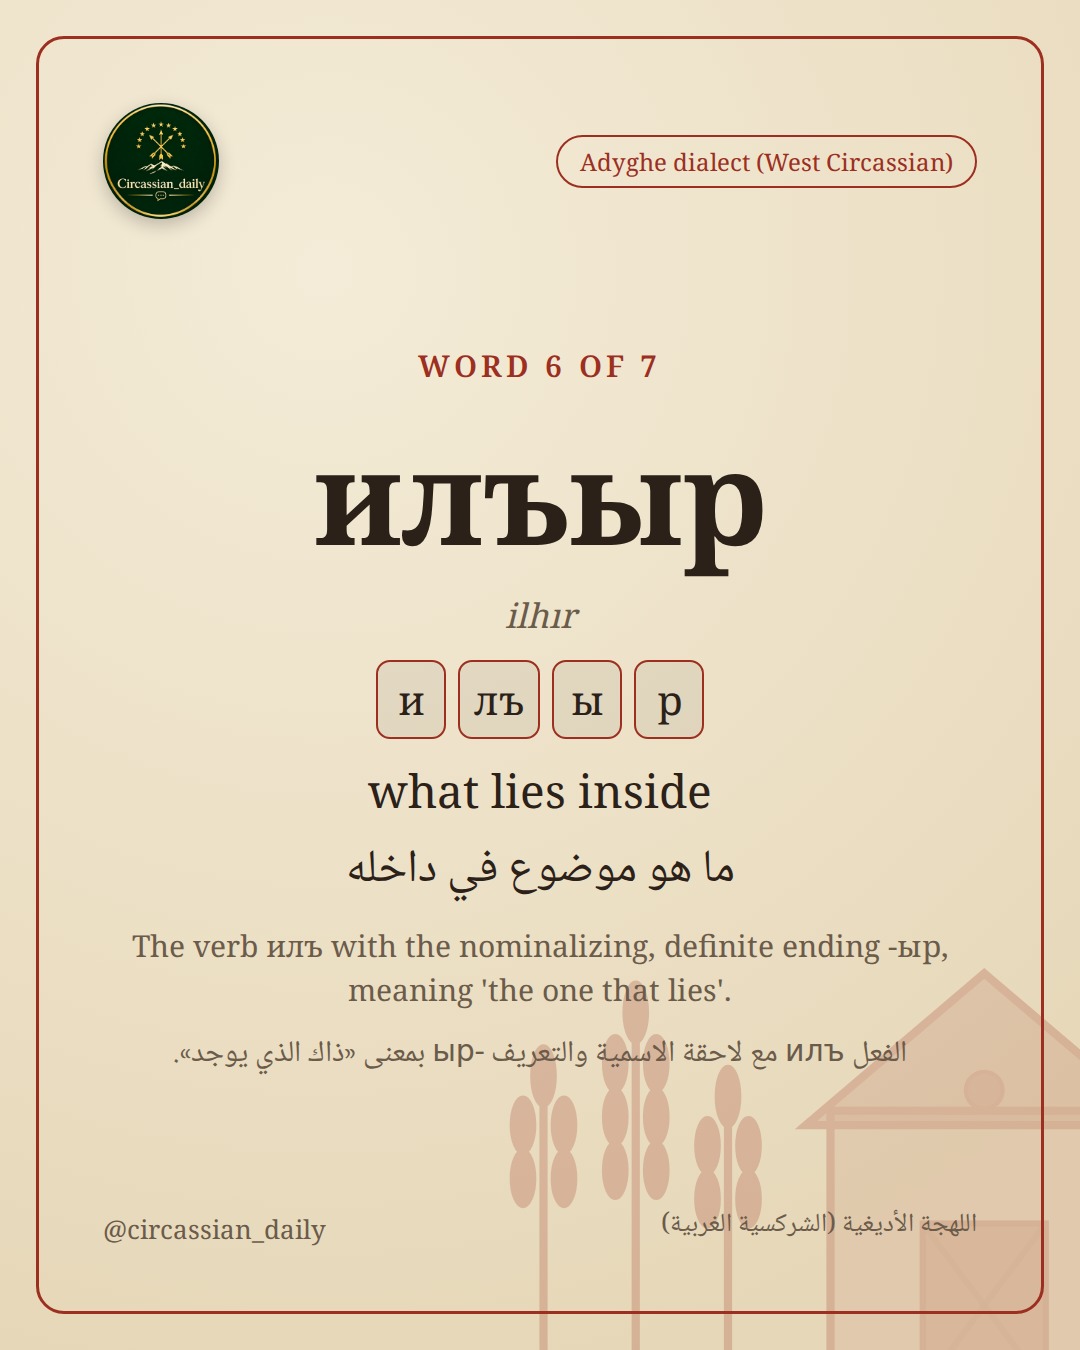 Circassian_daily
Adyghe dialect (West Circassian)
WORD 6 OF 7
илъыр
ilhır
и лъ ы р
what lies inside
ما هو موضوع في داخله
The verb илъ with the nominalizing, definite ending -ыр,
meaning 'the one that lies'.
الفعل илъ مع لاحقة الاسمية والتعريف -ыр بمعنى «ذاك الذي يوجد».
@circassian_daily
اللهجة الأديغية (الشركسية الغربية)